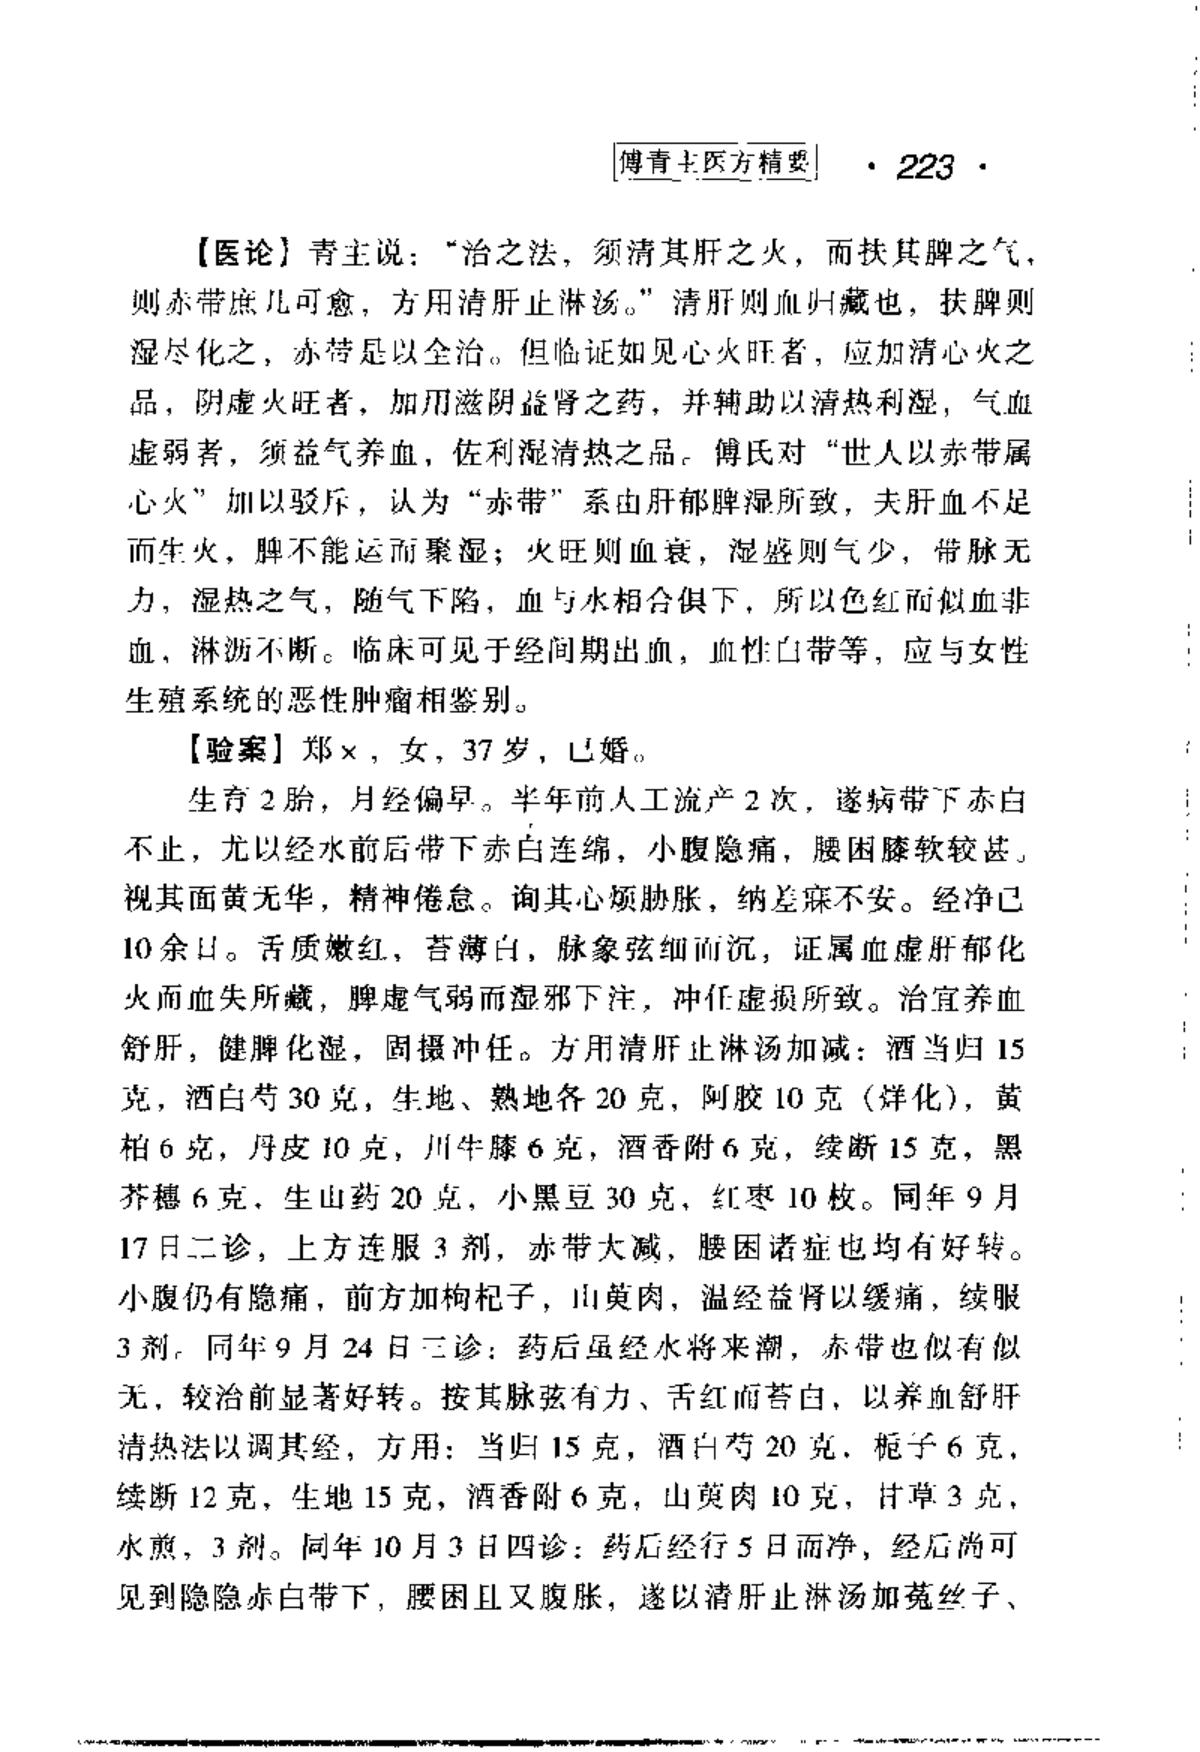 傅青主医方精要 · 223 ·
【医论】青主说：“治之法，须清其肝之火，而扶其脾之气，
则赤带庶几可愈，方用清肝止淋汤。”清肝则血归藏也，扶脾则
湿尽化之，赤带是以全治。但临证如见心火旺者，应加清心火之
品，阴虚火旺者，加用滋阴益肾之药，并辅助以清热利湿，气血
虚弱者，须益气养血，佐利湿清热之品。傅氏对“世人以赤带属
心火”加以驳斥，认为“赤带”系由肝郁脾湿所致，夫肝血不足
而生火，脾不能运而聚湿；火旺则血衰，湿盛则气少，带脉无
力，湿热之气，随气下陷，血与水相合俱下，所以色红而似血非
血，淋沥不断。临床可见于经间期出血，血性白带等，应与女性
生殖系统的恶性肿瘤相鉴别。
【验案】郑×，女，37岁，已婚。
生育2胎，月经偏早。半年前人工流产2次，遂病带下赤白
不止，尤以经水前后带下赤白连绵，小腹隐痛，腰困膝软较甚。
视其面黄无华，精神倦怠。询其心烦胁胀，纳差寐不安。经净已
10余日。舌质嫩红，苔薄白，脉象弦细而沉，证属血虚肝郁化
火而血失所藏，脾虚气弱而湿邪下注，冲任虚损所致。治宜养血
舒肝，健脾化湿，固摄冲任。方用清肝止淋汤加减：酒当归15
克，酒白芍30克，生地、熟地各20克，阿胶10克（烊化），黄
柏6克，丹皮10克，川牛膝6克，酒香附6克，续断15克，黑
芥穗6克，生山药20克，小黑豆30克，红枣10枚。同年9月
17日二诊，上方连服3剂，赤带大减，腰困诸症也均有好转。
小腹仍有隐痛，前方加枸杞子，山萸肉，温经益肾以缓痛，续服
3剂。同年9月24日三诊：药后虽经水将来潮，赤带也似有似
无，较治前显著好转。按其脉弦有力、舌红而苔白，以养血舒肝
清热法以调其经，方用：当归15克，酒白芍20克，栀子6克，
续断12克，生地15克，酒香附6克，山萸肉10克，甘草3克，
水煎，3剂。同年10月3日四诊：药后经行5日而净，经后尚可
见到隐隐赤白带下，腰困且又腹胀，遂以清肝止淋汤加菟丝子、